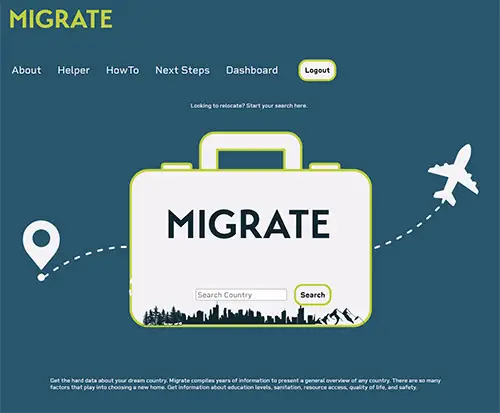 MIGRATE
About Helper HowTo Next Steps Dashboard Logout
Looking to relocate? Start your search here.
MIGRATE
Search Country Search
Get the hard data about your dream country. Migrate compiles years of information to present a general overview of any country. There are so many
factors that play into choosing a new home. Get information about education levels, sanitation, resource access, quality of life, and safety.